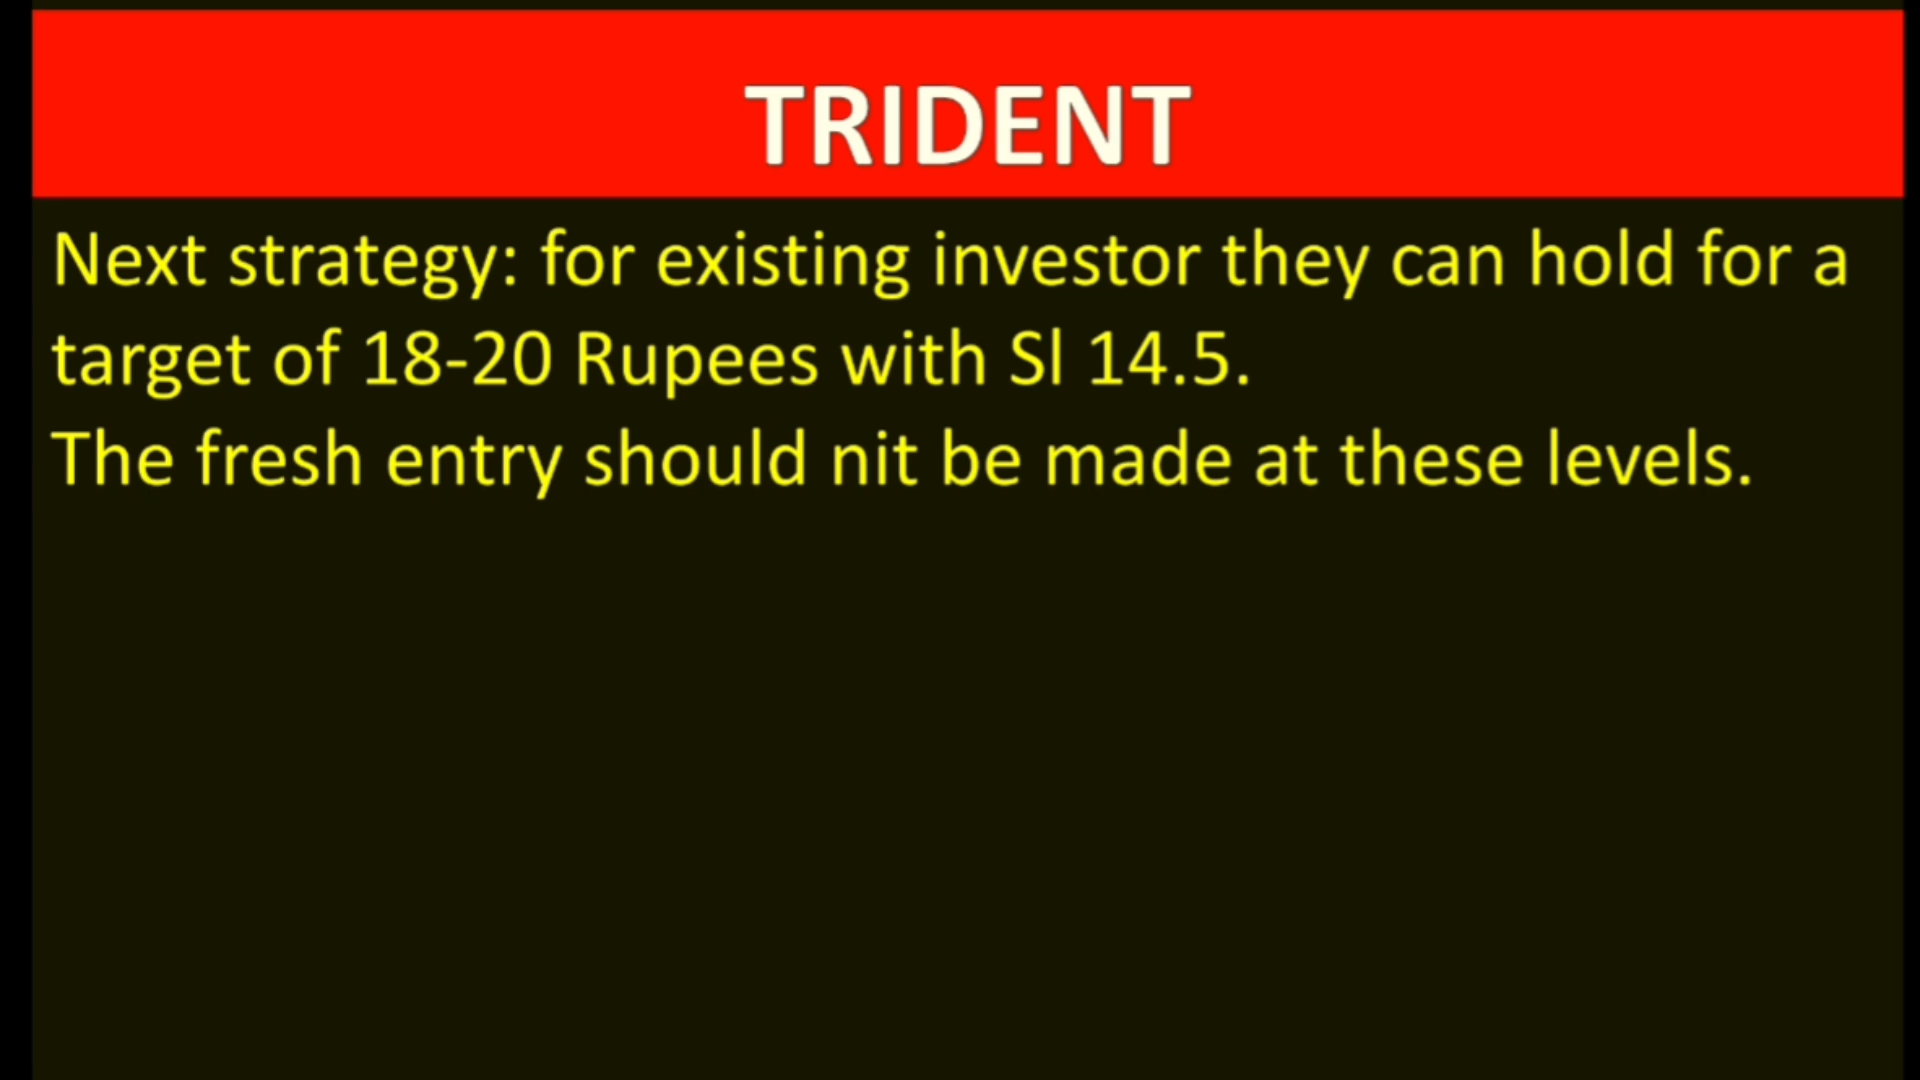 TRIDENT
Next strategy: for existing investor they can hold for a
target of 18-20 Rupees with Sl 14.5.
The fresh entry should nit be made at these levels.